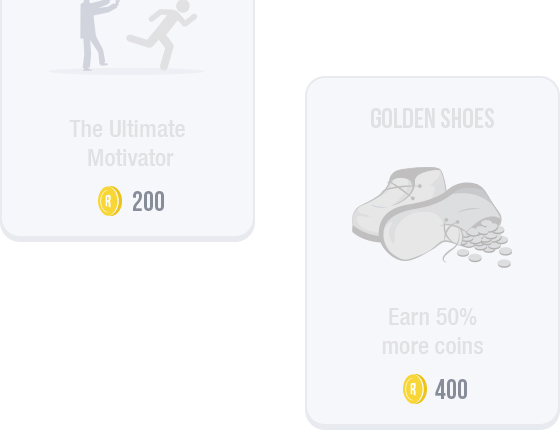 The Ultimate
Motivator
R 200
GOLDEN SHOES
Earn 50%
more coins
R 400